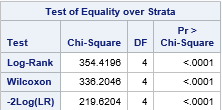 Test of Equality over Strata
Test Chi-Square DF Pr > Chi-Square
Log-Rank 354.4196 4 <.0001
Wilcoxon 336.2046 4 <.0001
-2Log(LR) 219.6204 4 <.0001